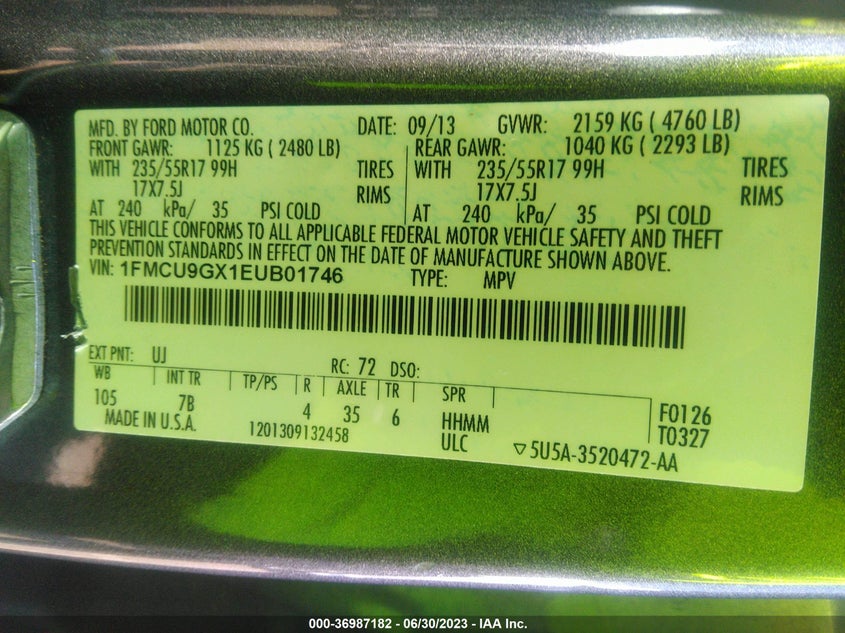 MFD. BY FORD MOTOR CO. DATE: 09/13 GVWR: 2159 KG ( 4760 LB)
FRONT GAWR: 1125 KG ( 2480 LB) REAR GAWR: 1040 KG ( 2293 LB)
WITH 235/55R17 99H TIRES WITH 235/55R17 99H TIRES
17X7.5J RIMS 17X7.5J RIMS
AT 240 kPa/ 35 PSI COLD AT 240 kPa/ 35 PSI COLD
THIS VEHICLE CONFORMS TO ALL APPLICABLE FEDERAL MOTOR VEHICLE SAFETY AND THEFT
PREVENTION STANDARDS IN EFFECT ON THE DATE OF MANUFACTURE SHOWN ABOVE.
VIN: 1FMCU9GX1EUB01746 TYPE: MPV
EXT PNT: UJ RC: 72 DSO:
WB INT TR TP/PS R AXLE TR SPR
105 7B 4 35 6 HHMM F0126
MADE IN U.S.A. 1201309132458 ULC T0327
▽5U5A-3520472-AA
000-36987182 - 06/30/2023 - IAA Inc.